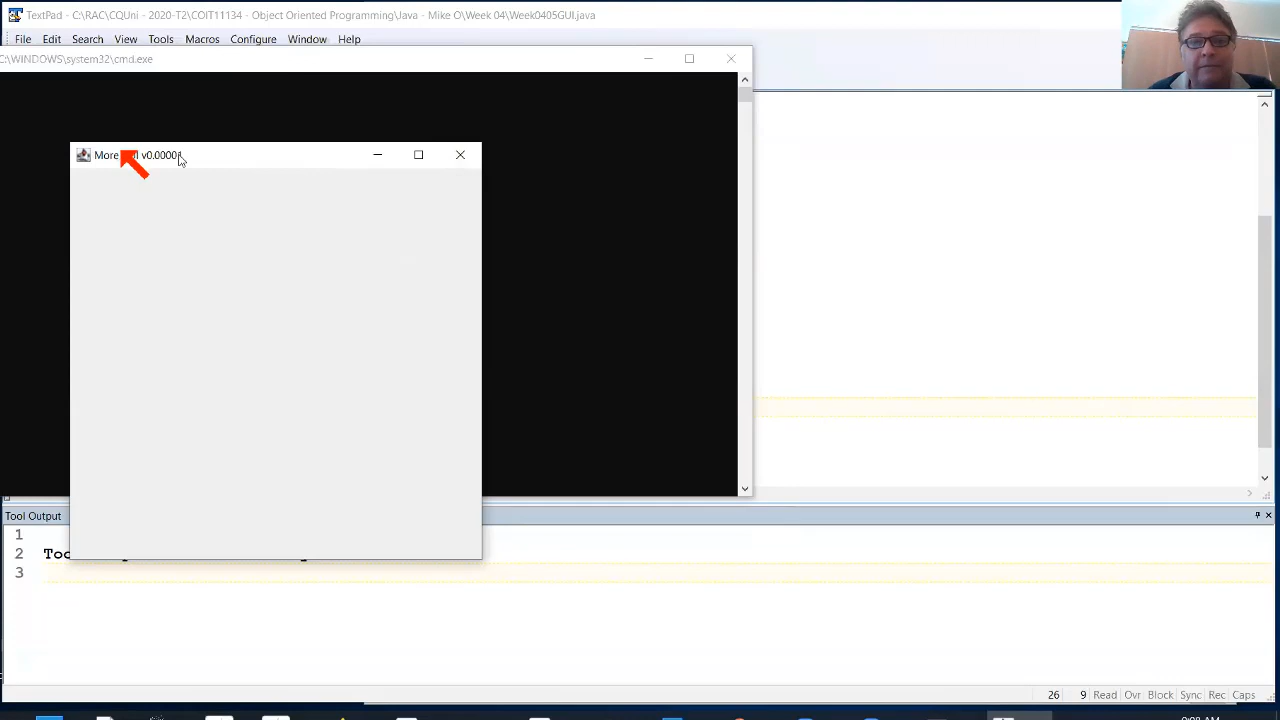 TextPad - C:\RAC\CQUni - 2020-T2\COIT11134 - Object Oriented Programming\Java - Mike O\Week 04\Week0405GUI.java
File Edit Search View Tools Macros Configure Window Help
C:\WINDOWS\system32\cmd.exe
More v0.00001
Tool Output
1
2
3
26 9 Read Ovr Block Sync Rec Caps